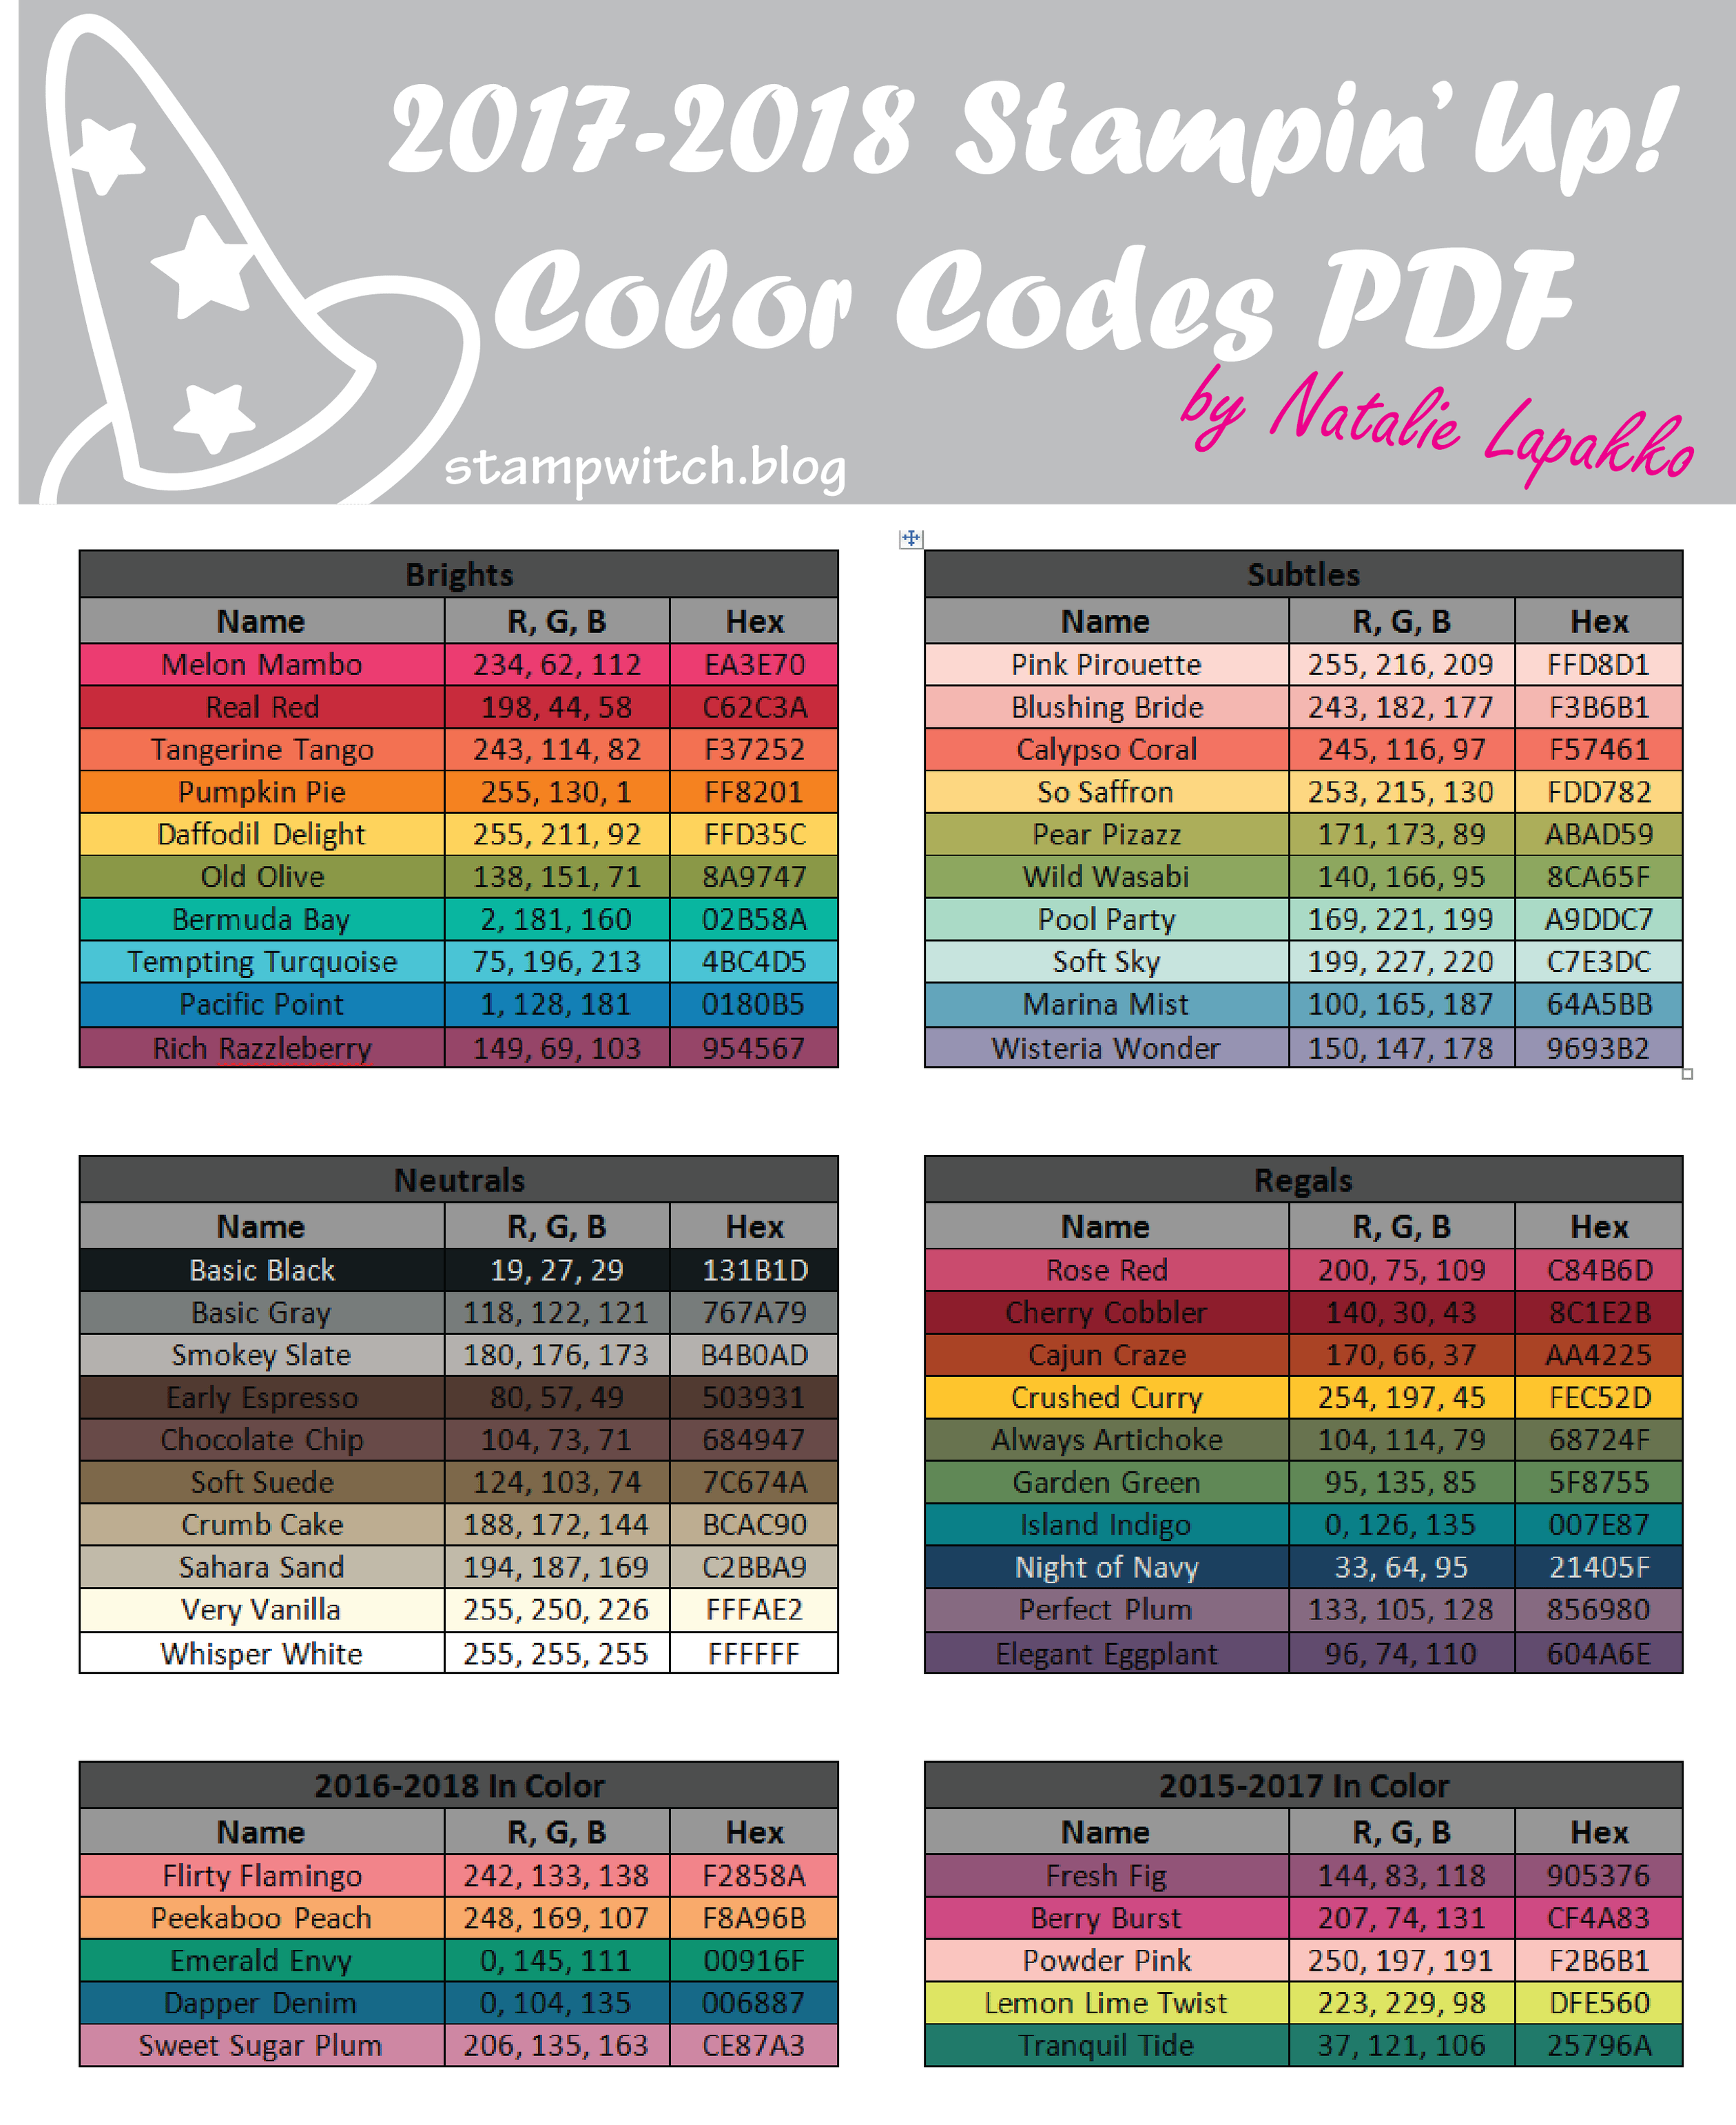 2017-2018 Stampin' Up!
Color Codes PDF
by Natalie Lapakko
stampwitch.blog
Brights
Name R, G, B Hex
Melon Mambo 234, 62, 112 EA3E70
Real Red 198, 44, 58 C62C3A
Tangerine Tango 243, 114, 82 F37252
Pumpkin Pie 255, 130, 1 FF8201
Daffodil Delight 255, 211, 92 FFD35C
Old Olive 138, 151, 71 8A9747
Bermuda Bay 2, 181, 160 02B58A
Tempting Turquoise 75, 196, 213 4BC4D5
Pacific Point 1, 128, 181 0180B5
Rich Razzleberry 149, 69, 103 954567
Subtles
Name R, G, B Hex
Pink Pirouette 255, 216, 209 FFD8D1
Blushing Bride 243, 182, 177 F3B6B1
Calypso Coral 245, 116, 97 F57461
So Saffron 253, 215, 130 FDD782
Pear Pizazz 171, 173, 89 ABAD59
Wild Wasabi 140, 166, 95 8CA65F
Pool Party 169, 221, 199 A9DDC7
Soft Sky 199, 227, 220 C7E3DC
Marina Mist 100, 165, 187 64A5BB
Wisteria Wonder 150, 147, 178 9693B2
Neutrals
Name R, G, B Hex
Basic Black 19, 27, 29 131B1D
Basic Gray 118, 122, 121 767A79
Smokey Slate 180, 176, 173 B4B0AD
Early Espresso 80, 57, 49 503931
Chocolate Chip 104, 73, 71 684947
Soft Suede 124, 103, 74 7C674A
Crumb Cake 188, 172, 144 BCAC90
Sahara Sand 194, 187, 169 C2BBA9
Very Vanilla 255, 250, 226 FFFAE2
Whisper White 255, 255, 255 FFFFFF
Regals
Name R, G, B Hex
Rose Red 200, 75, 109 C84B6D
Cherry Cobbler 140, 30, 43 8C1E2B
Cajun Craze 170, 66, 37 AA4225
Crushed Curry 254, 197, 45 FEC52D
Always Artichoke 104, 114, 79 68724F
Garden Green 95, 135, 85 5F8755
Island Indigo 0, 126, 135 007E87
Night of Navy 33, 64, 95 21405F
Perfect Plum 133, 105, 128 856980
Elegant Eggplant 96, 74, 110 604A6E
2016-2018 In Color
Name R, G, B Hex
Flirty Flamingo 242, 133, 138 F2858A
Peekaboo Peach 248, 169, 107 F8A96B
Emerald Envy 0, 145, 111 00916F
Dapper Denim 0, 104, 135 006887
Sweet Sugar Plum 206, 135, 163 CE87A3
2015-2017 In Color
Name R, G, B Hex
Fresh Fig 144, 83, 118 905376
Berry Burst 207, 74, 131 CF4A83
Powder Pink 250, 197, 191 F2B6B1
Lemon Lime Twist 223, 229, 98 DFE560
Tranquil Tide 37, 121, 106 25796A